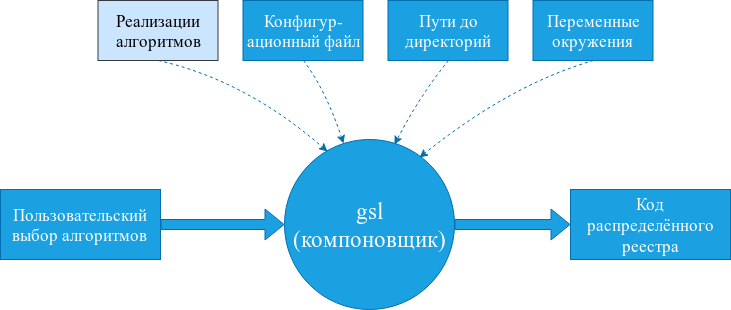 Реализации
алгоритмов
Конфигур-
ационный файл
Пути до
директорий
Переменные
окружения
Пользовательский
выбор алгоритмов
gsl
(компоновщик)
Код
распределённого
реестра